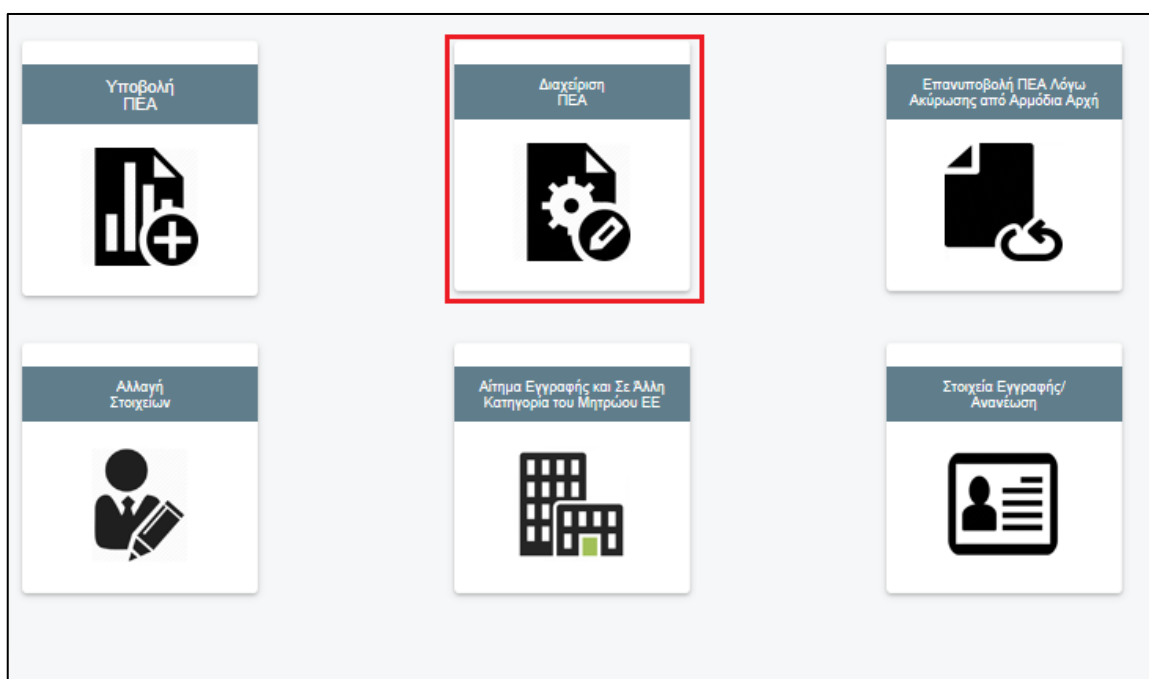 Υποβολή
ΠΕΑ
Διαχείριση
ΠΕΑ
Επανυποβολή ΠΕΑ Λόγω
Ακύρωσης από Αρμόδια Αρχή
Αλλαγή
Στοιχείων
Αίτημα Εγγραφής και Σε Άλλη
Κατηγορία του Μητρώου ΕΕ
Στοιχεία Εγγραφής/
Ανανέωση